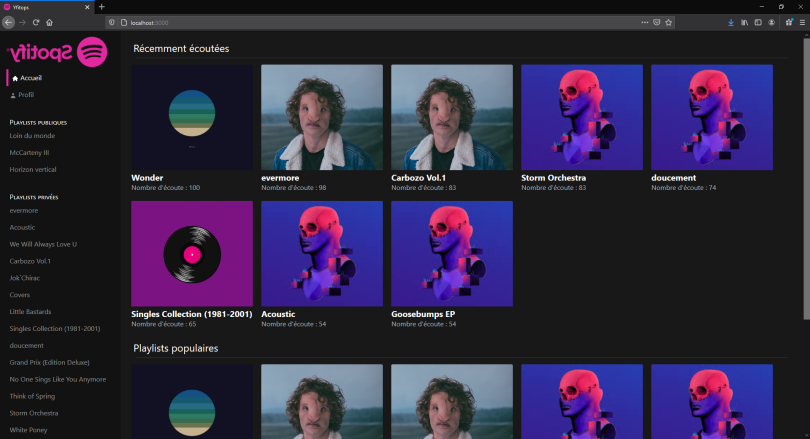 Yfitops
localhost:3000
Spotify
Accueil
Profil
Playlists publiques
Loin du monde
McCarteny III
Horizon vertical
Playlists privées
evermore
Acoustic
We Will Always Love U
Carbozo Vol.1
Jok'Chirac
Covers
Little Bastards
Singles Collection (1981-2001)
doucement
Grand Prix (Edition Deluxe)
No One Sings Like You Anymore
Think of Spring
Storm Orchestra
White Poney
Récemment écoutées
Wonder
Nombre d'écoute : 100
evermore
Nombre d'écoute : 98
Carbozo Vol.1
Nombre d'écoute : 83
Storm Orchestra
Nombre d'écoute : 83
doucement
Nombre d'écoute : 74
Singles Collection (1981-2001)
Nombre d'écoute : 65
Acoustic
Nombre d'écoute : 54
Goosebumps EP
Nombre d'écoute : 54
Playlists populaires